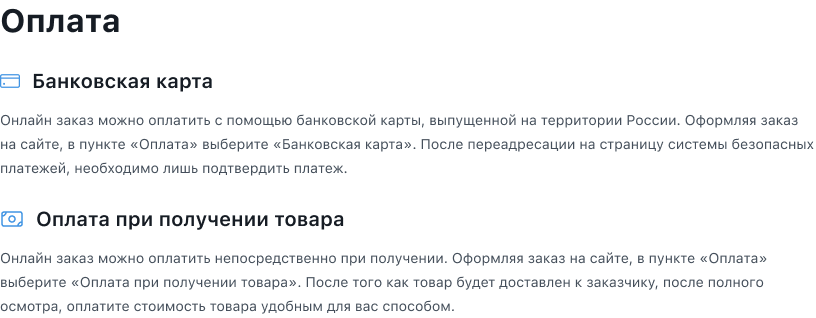 Оплата
Банковская карта
Онлайн заказ можно оплатить с помощью банковской карты, выпущенной на территории России. Оформляя заказ
на сайте, в пункте «Оплата» выберите «Банковская карта». После переадресации на страницу системы безопасных
платежей, необходимо лишь подтвердить платеж.
Оплата при получении товара
Онлайн заказ можно оплатить непосредственно при получении. Оформляя заказ на сайте, в пункте «Оплата»
выберите «Оплата при получении товара». После того как товар будет доставлен к заказчику, после полного
осмотра, оплатите стоимость товара удобным для вас способом.